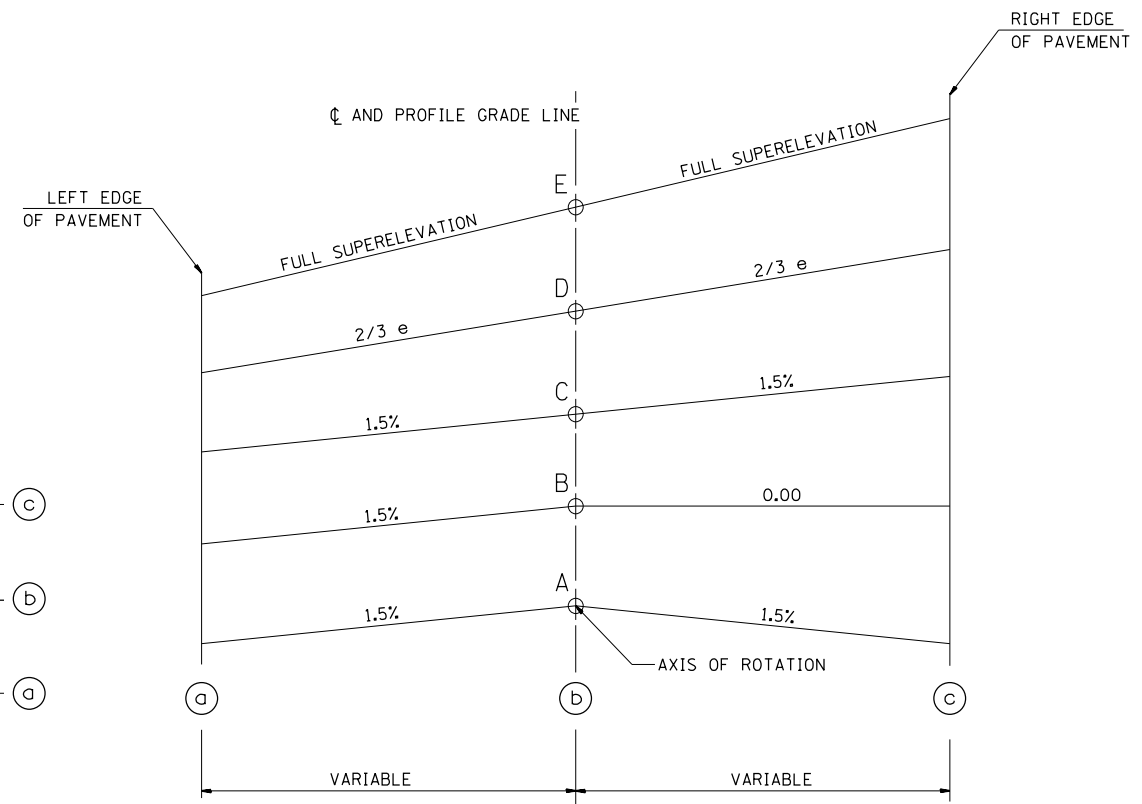 RIGHT EDGE
OF PAVEMENT
℄ AND PROFILE GRADE LINE
FULL SUPERELEVATION
E
LEFT EDGE
OF PAVEMENT
FULL SUPERELEVATION
D
2/3 e
2/3 e
C
1.5%
1.5%
B
c
0.00
1.5%
A
b
1.5%
1.5%
AXIS OF ROTATION
a
a
b
c
VARIABLE
VARIABLE